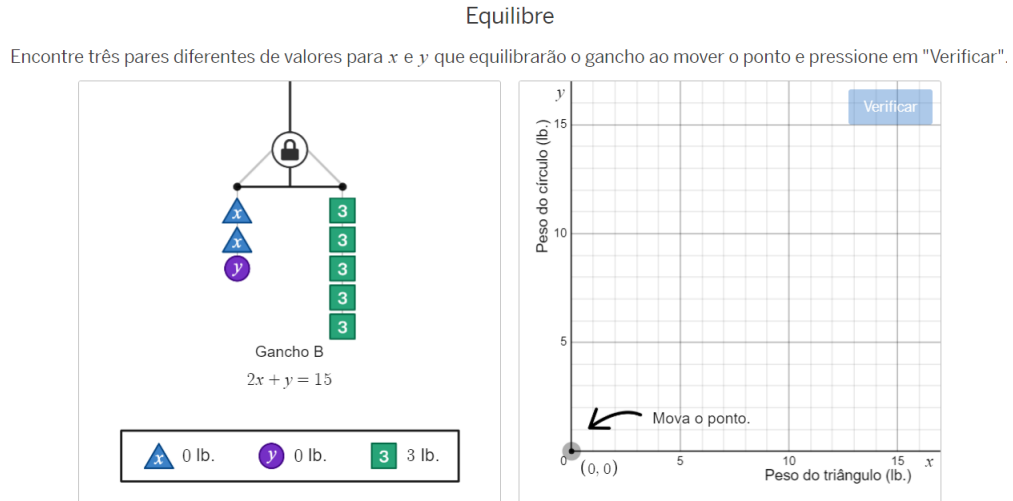 Equilibre
Encontre três pares diferentes de valores para x e y que equilibrarão o gancho ao mover o ponto e pressione em "Verificar".
x
x
y
3
3
3
3
3
Gancho B
2x + y = 15
x 0 lb. y 0 lb. 3 3 lb.
y
Verificar
15
Peso do círculo (lb.)
10
5
Mova o ponto.
0
(0, 0)
5
10
15
x
Peso do triângulo (lb.)